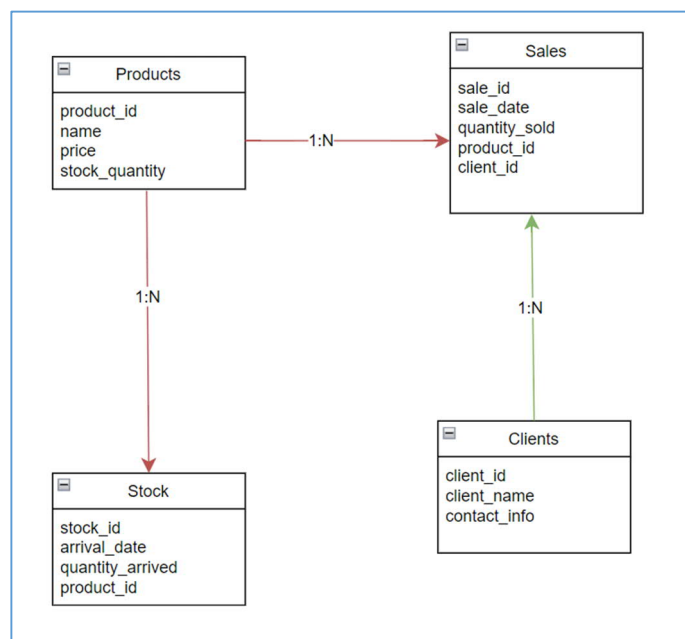 Products
product_id
name
price
stock_quantity
1:N
Sales
sale_id
sale_date
quantity_sold
product_id
client_id
1:N
1:N
Stock
stock_id
arrival_date
quantity_arrived
product_id
Clients
client_id
client_name
contact_info